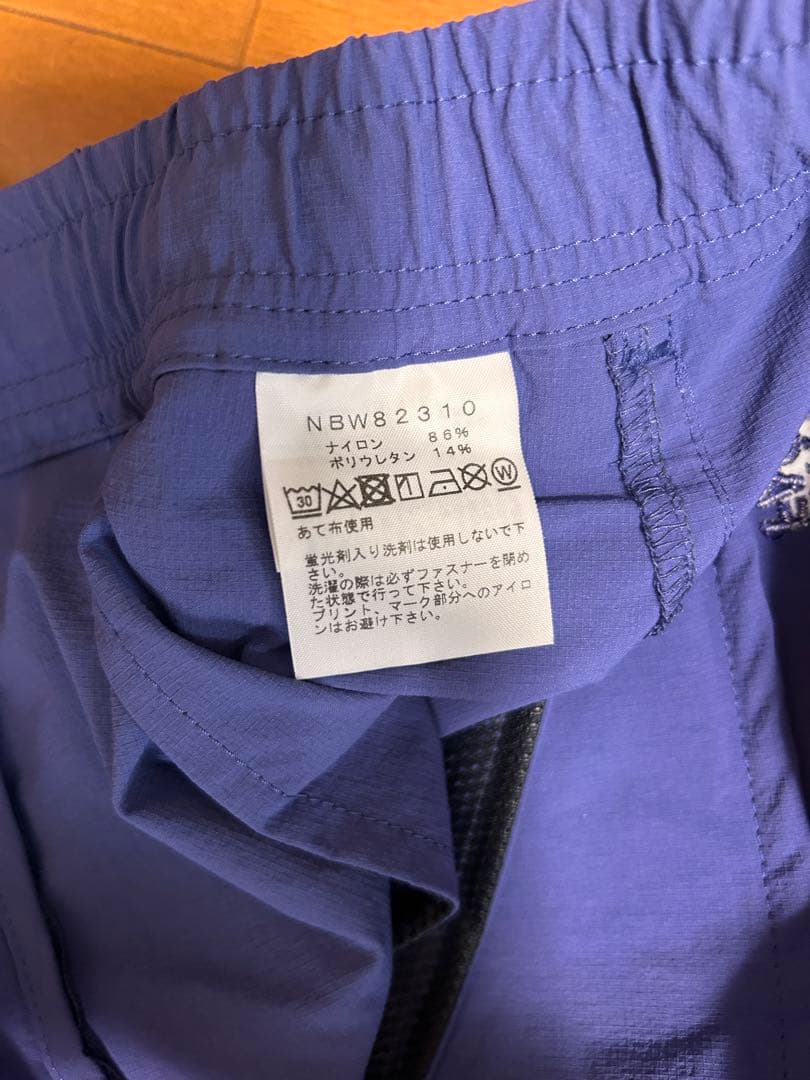 NBW82310
ナイロン 86%
ポリウレタン 14%
30 W
あて布使用
蛍光剤入り洗剤は使用しないで下
さい。
洗濯の際は必ずファスナーを閉め
た状態で行って下さい。
プリント、マーク部分へのアイロ
ンはお避け下さい。